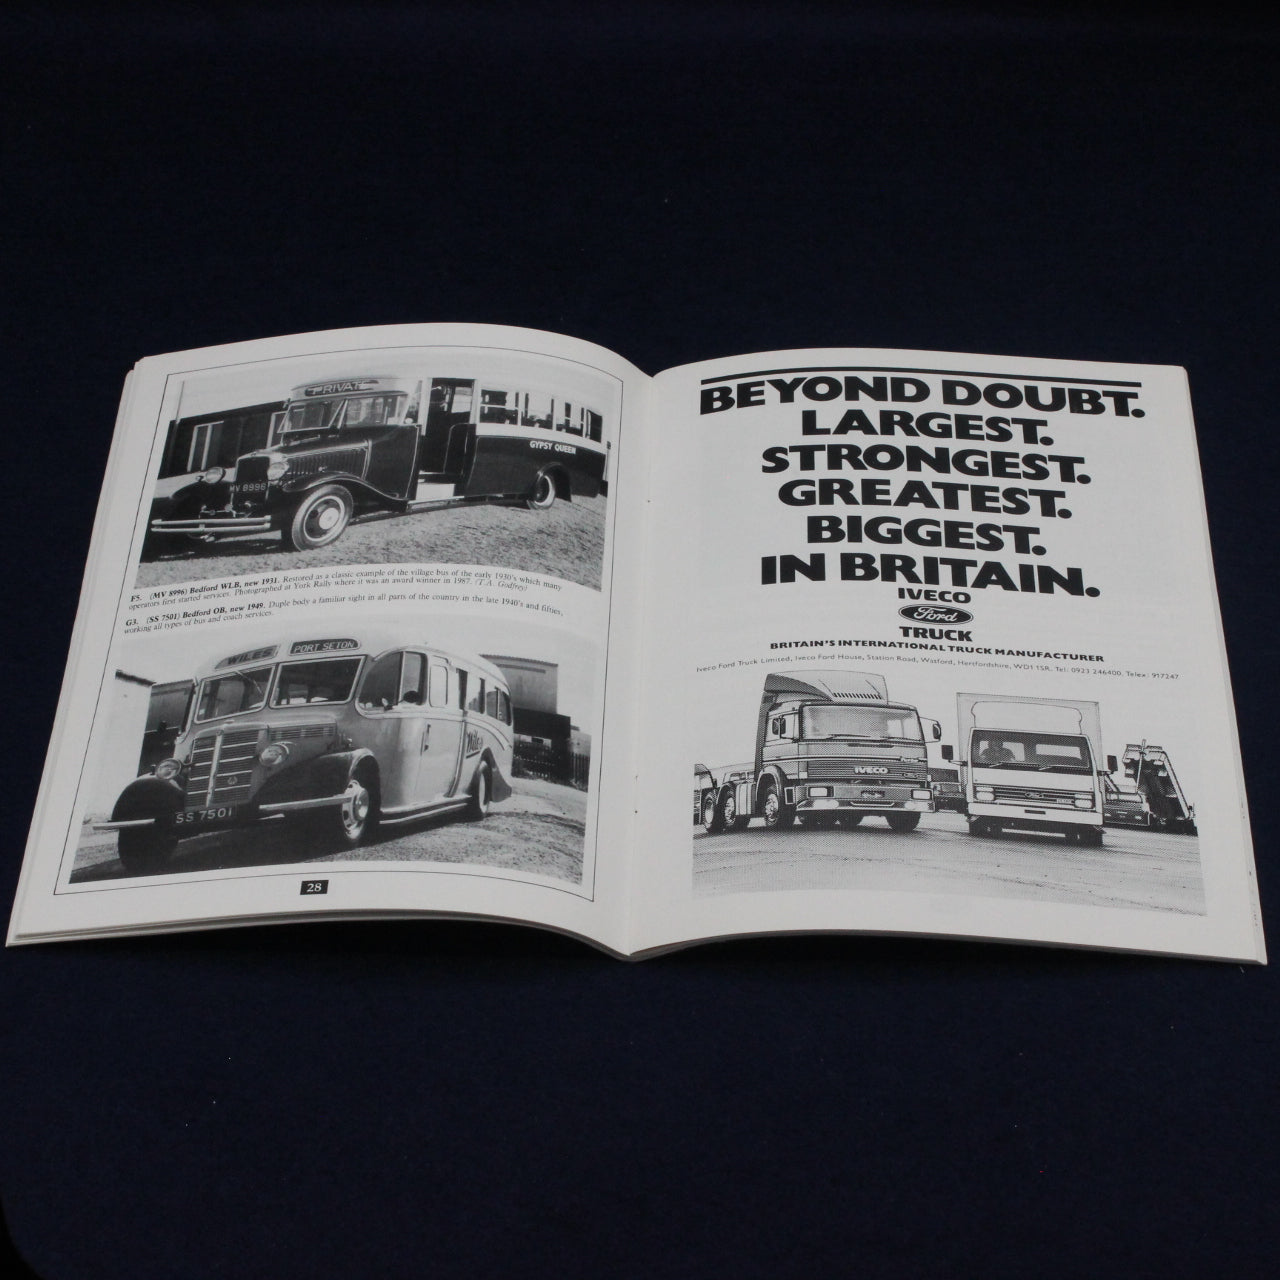 PRIVATE
GYPSY QUEEN
MV 8996
F5. (MV 8996) Bedford WLB, new 1931. Restored as a classic example of the village bus of the early 1930's which many
operators first started services. Photographed at York Rally where it was an award winner in 1987. (T.A. Godfrey)
G3. (SS 7501) Bedford OB, new 1949. Duple body a familiar sight in all parts of the country in the late 1940's and fifties,
working all types of bus and coach services.
WILES PORT SETON
Wiles
SS 7501
28
BEYOND DOUBT.
LARGEST.
STRONGEST.
GREATEST.
BIGGEST.
IN BRITAIN.
IVECO
Ford
TRUCK
BRITAIN'S INTERNATIONAL TRUCK MANUFACTURER
Iveco Ford Truck Limited, Iveco Ford House, Station Road, Watford, Hertfordshire, WD1 1SR. Tel: 0923 246400. Telex: 917247
IVECO
Ford